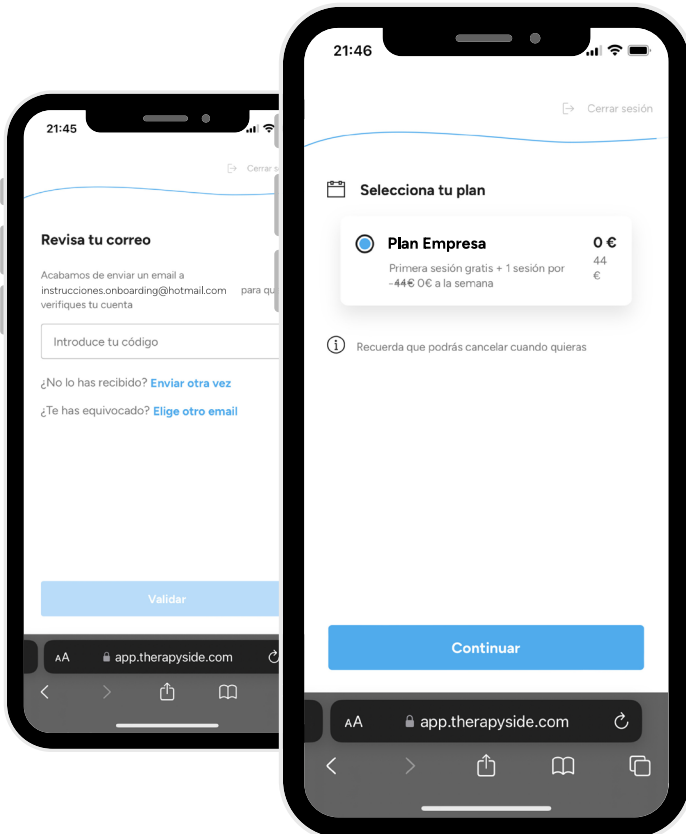 21:45
Cerrar s
Revisa tu correo
Acabamos de enviar un email a
instrucciones.onboarding@hotmail.com para qu
verifiques tu cuenta
Introduce tu código
¿No lo has recibido? Enviar otra vez
¿Te has equivocado? Elige otro email
Validar
AA app.therapyside.com
21:46
Cerrar sesión
Selecciona tu plan
Plan Empresa 0 €
Primera sesión gratis + 1 sesión por 44
-44€ 0€ a la semana €
Recuerda que podrás cancelar cuando quieras
Continuar
AA app.therapyside.com